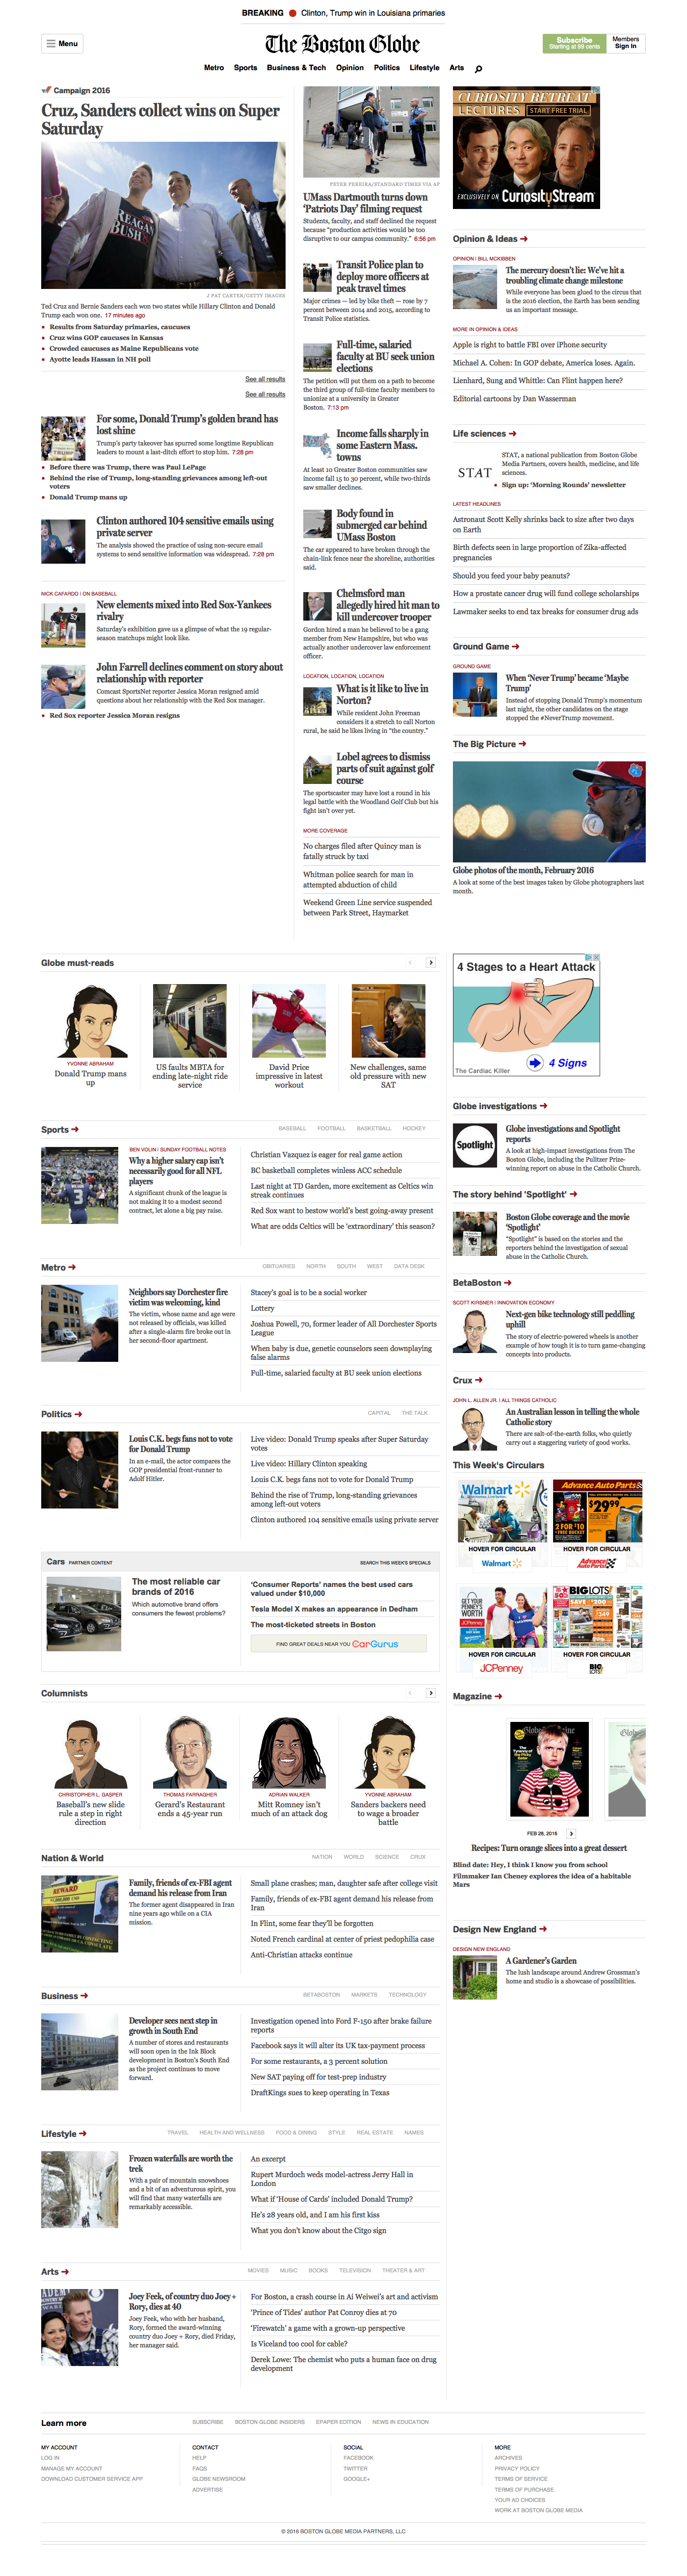 BREAKING Clinton, Trump win in Louisiana primaries
Menu
The Boston Globe
Subscribe
Starting at 99 cents
Members
Sign In
Metro Sports Business & Tech Opinion Politics Lifestyle Arts
Campaign 2016
Cruz, Sanders collect wins on Super
Saturday
REAGAN
BUSH
J PAT CARTER/GETTY IMAGES
Ted Cruz and Bernie Sanders each won two states while Hillary Clinton and Donald
Trump each won one. 17 minutes ago
Results from Saturday primaries, caucuses
Cruz wins GOP caucuses in Kansas
Crowded caucuses as Maine Republicans vote
Ayotte leads Hassan in NH poll
See all results
See all results
For some, Donald Trump's golden brand has
lost shine
Trump's party takeover has spurred some longtime Republican
leaders to mount a last-ditch effort to stop him. 7:28 pm
Before there was Trump, there was Paul LePage
Behind the rise of Trump, long-standing grievances among left-out
voters
Donald Trump mans up
Clinton authored 104 sensitive emails using
private server
The analysis showed the practice of using non-secure email
systems to send sensitive information was widespread. 7:28 pm
NICK CAFARDO | ON BASEBALL
New elements mixed into Red Sox-Yankees
rivalry
Saturday's exhibition gave us a glimpse of what the 19 regular-
season matchups might look like.
John Farrell declines comment on story about
relationship with reporter
Comcast SportsNet reporter Jessica Moran resigned amid
questions about her relationship with the Red Sox manager.
Red Sox reporter Jessica Moran resigns
PETER PEREIRA/STANDARD TIMES VIA AP
UMass Dartmouth turns down
'Patriots Day' filming request
Students, faculty, and staff declined the request
because "production activities would be too
disruptive to our campus community." 6:56 pm
Transit Police plan to
deploy more officers at
peak travel times
Major crimes — led by bike theft — rose by 7
percent between 2014 and 2015, according to
Transit Police statistics.
Full-time, salaried
faculty at BU seek union
elections
The petition will put them on a path to become
the third group of full-time faculty members to
unionize at a university in Greater
Boston. 7:13 pm
Income falls sharply in
some Eastern Mass.
towns
At least 10 Greater Boston communities saw
income fall 15 to 30 percent, while two-thirds
saw smaller declines.
Body found in
submerged car behind
UMass Boston
The car appeared to have broken through the
chain-link fence near the shoreline, authorities
said.
Chelmsford man
allegedly hired hit man to
kill undercover trooper
Gordon hired a man he believed to be a gang
member from New Hampshire, but who was
actually another undercover law enforcement
officer.
LOCATION, LOCATION, LOCATION
What is it like to live in
Norton?
While resident John Freeman
considers it a stretch to call Norton
rural, he said he likes living in "the country."
Lobel agrees to dismiss
parts of suit against golf
course
The sportscaster may have lost a round in his
legal battle with the Woodland Golf Club but his
fight isn't over yet.
MORE COVERAGE
No charges filed after Quincy man is
fatally struck by taxi
Whitman police search for man in
attempted abduction of child
Weekend Green Line service suspended
between Park Street, Haymarket
CURIOSITY RETREAT
LECTURES START FREE TRIAL
EXCLUSIVELY ON CuriosityStream
Opinion & Ideas
OPINION | BILL MCKIBBEN
The mercury doesn't lie: We've hit a
troubling climate change milestone
While everyone has been glued to the circus that
is the 2016 election, the Earth has been sending
us an important message.
MORE IN OPINION & IDEAS
Apple is right to battle FBI over iPhone security
Michael A. Cohen: In GOP debate, America loses. Again.
Lienhard, Sung and Whittle: Can Flint happen here?
Editorial cartoons by Dan Wasserman
Life sciences
STAT
STAT, a national publication from Boston Globe
Media Partners, covers health, medicine, and life
sciences.
Sign up: 'Morning Rounds' newsletter
LATEST HEADLINES
Astronaut Scott Kelly shrinks back to size after two days
on Earth
Birth defects seen in large proportion of Zika-affected
pregnancies
Should you feed your baby peanuts?
How a prostate cancer drug will fund college scholarships
Lawmaker seeks to end tax breaks for consumer drug ads
Ground Game
GROUND GAME
When 'Never Trump' became 'Maybe
Trump'
Instead of stopping Donald Trump's momentum
last night, the other candidates on the stage
stopped the #NeverTrump movement.
The Big Picture
Globe photos of the month, February 2016
A look at some of the best images taken by Globe photographers last
month.
Globe must-reads
YVONNE ABRAHAM
Donald Trump mans
up
US faults MBTA for
ending late-night ride
service
David Price
impressive in latest
workout
New challenges, same
old pressure with new
SAT
4 Stages to a Heart Attack
4 Signs
The Cardiac Killer
Sports
BASEBALL FOOTBALL BASKETBALL HOCKEY
BEN VOLIN | SUNDAY FOOTBALL NOTES
Why a higher salary cap isn't
necessarily good for all NFL
players
A significant chunk of the league is
not making it to a modest second
contract, let alone a big pay raise.
Christian Vazquez is eager for real game action
BC basketball completes winless ACC schedule
Last night at TD Garden, more excitement as Celtics win
streak continues
Red Sox want to bestow world's best going-away present
What are odds Celtics will be 'extraordinary' this season?
Globe investigations
Spotlight
Globe investigations and Spotlight
reports
A look at high-impact investigations from The
Boston Globe, including the Pulitzer Prize-
winning report on abuse in the Catholic Church.
The story behind 'Spotlight'
Boston Globe coverage and the movie
'Spotlight'
"Spotlight" is based on the stories and the
reporters behind the investigation of sexual
abuse in the Catholic Church.
Metro
OBITUARIES NORTH SOUTH WEST DATA DESK
Neighbors say Dorchester fire
victim was welcoming, kind
The victim, whose name and age were
not released by officials, was killed
after a single-alarm fire broke out in
her second-floor apartment.
Stacey's goal is to be a social worker
Lottery
Joshua Powell, 70, former leader of All Dorchester Sports
League
When baby is due, genetic counselors seen downplaying
false alarms
Full-time, salaried faculty at BU seek union elections
BetaBoston
SCOTT KIRSNER | INNOVATION ECONOMY
Next-gen bike technology still peddling
uphill
The story of electric-powered wheels is another
example of how tough it is to turn game-changing
concepts into products.
Crux
JOHN L. ALLEN JR. | ALL THINGS CATHOLIC
An Australian lesson in telling the whole
Catholic story
There are salt-of-the-earth folks, who quietly
carry out a staggering variety of good works.
Politics
CAPITAL THE TALK
Louis C.K. begs fans not to vote
for Donald Trump
In an e-mail, the actor compares the
GOP presidential front-runner to
Adolf Hitler.
Live video: Donald Trump speaks after Super Saturday
votes
Live video: Hillary Clinton speaking
Louis C.K. begs fans not to vote for Donald Trump
Behind the rise of Trump, long-standing grievances
among left-out voters
Clinton authored 104 sensitive emails using private server
This Week's Circulars
Walmart
Advance Auto Parts
2 FOR $10
$29.99
HOVER FOR CIRCULAR
HOVER FOR CIRCULAR
Walmart
Advance Auto Parts
GET YOUR
PENNEY'S
WORTH
JCPenney
BIG LOTS!
HOVER FOR CIRCULAR
HOVER FOR CIRCULAR
JCPenney
BIG LOTS!
Cars PARTNER CONTENT
SEARCH THIS WEEK'S SPECIALS
The most reliable car
brands of 2016
Which automotive brand offers
consumers the fewest problems?
'Consumer Reports' names the best used cars
valued under $10,000
Tesla Model X makes an appearance in Dedham
The most-ticketed streets in Boston
FIND GREAT DEALS NEAR YOU CarGurus
Columnists
CHRISTOPHER L. GASPER
Baseball's new slide
rule a step in right
direction
THOMAS FARRAGHER
Gerard's Restaurant
ends a 45-year run
ADRIAN WALKER
Mitt Romney isn't
much of an attack dog
YVONNE ABRAHAM
Sanders backers need
to wage a broader
battle
Magazine
FEB 28, 2016
Recipes: Turn orange slices into a great dessert
Blind date: Hey, I think I know you from school
Filmmaker Ian Cheney explores the idea of a habitable
Mars
Nation & World
NATION WORLD SCIENCE CRUX
REWARD
Family, friends of ex-FBI agent
demand his release from Iran
The former agent disappeared in Iran
nine years ago while on a CIA
mission.
Small plane crashes; man, daughter safe after college visit
Family, friends of ex-FBI agent demand his release from
Iran
In Flint, some fear they'll be forgotten
Noted French cardinal at center of priest pedophilia case
Anti-Christian attacks continue
Design New England
DESIGN NEW ENGLAND
A Gardener's Garden
The lush landscape around Andrew Grossman's
home and studio is a showcase of possibilities.
Business
BETABOSTON MARKETS TECHNOLOGY
Developer sees next step in
growth in South End
A number of stores and restaurants
will soon open in the Ink Block
development in Boston's South End
as the project continues to move
forward.
Investigation opened into Ford F-150 after brake failure
reports
Facebook says it will alter its UK tax-payment process
For some restaurants, a 3 percent solution
New SAT paying off for test-prep industry
DraftKings sues to keep operating in Texas
Lifestyle
TRAVEL HEALTH AND WELLNESS FOOD & DINING STYLE REAL ESTATE NAMES
Frozen waterfalls are worth the
trek
With a pair of mountain snowshoes
and a bit of an adventurous spirit, you
will find that many waterfalls are
remarkably accessible.
An excerpt
Rupert Murdoch weds model-actress Jerry Hall in
London
What if 'House of Cards' included Donald Trump?
He's 28 years old, and I am his first kiss
What you don't know about the Citgo sign
Arts
MOVIES MUSIC BOOKS TELEVISION THEATER & ART
Joey Feek, of country duo Joey +
Rory, dies at 40
Joey Feek, who with her husband,
Rory, formed the award-winning
country duo Joey + Rory, died Friday,
her manager said.
For Boston, a crash course in Ai Weiwei's art and activism
'Prince of Tides' author Pat Conroy dies at 70
'Firewatch' a game with a grown-up perspective
Is Viceland too cool for cable?
Derek Lowe: The chemist who puts a human face on drug
development
Learn more
SUBSCRIBE BOSTON GLOBE INSIDERS EPAPER EDITION NEWS IN EDUCATION
MY ACCOUNT
LOG IN
MANAGE MY ACCOUNT
DOWNLOAD CUSTOMER SERVICE APP
CONTACT
HELP
FAQS
GLOBE NEWSROOM
ADVERTISE
SOCIAL
FACEBOOK
TWITTER
GOOGLE+
MORE
ARCHIVES
PRIVACY POLICY
TERMS OF SERVICE
TERMS OF PURCHASE
YOUR AD CHOICES
WORK AT BOSTON GLOBE MEDIA
© 2016 BOSTON GLOBE MEDIA PARTNERS, LLC